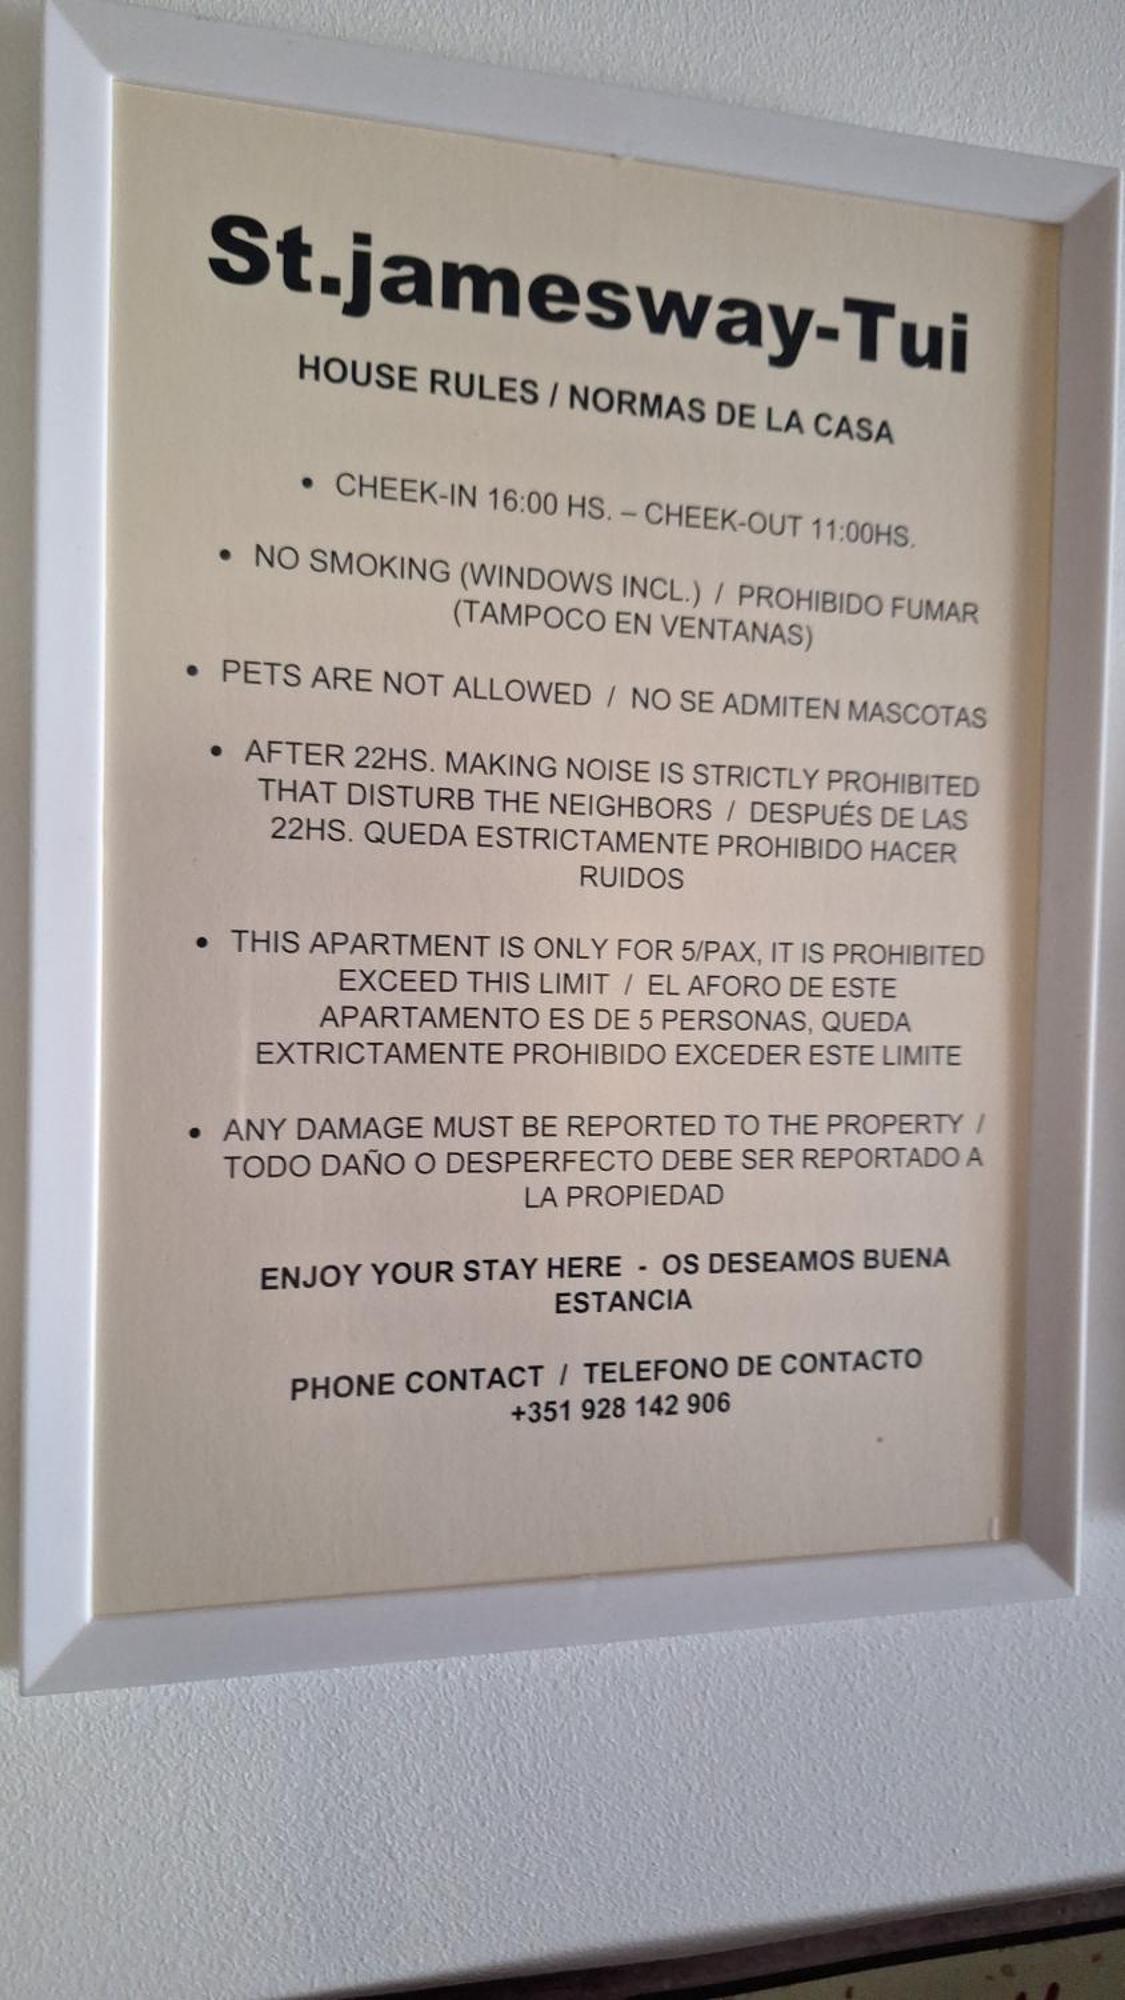 St.jamesway-Tui
HOUSE RULES / NORMAS DE LA CASA
• CHEEK-IN 16:00 HS. – CHEEK-OUT 11:00HS.
• NO SMOKING (WINDOWS INCL.) / PROHIBIDO FUMAR
(TAMPOCO EN VENTANAS)
• PETS ARE NOT ALLOWED / NO SE ADMITEN MASCOTAS
• AFTER 22HS. MAKING NOISE IS STRICTLY PROHIBITED
THAT DISTURB THE NEIGHBORS / DESPUÉS DE LAS
22HS. QUEDA ESTRICTAMENTE PROHIBIDO HACER
RUIDOS
• THIS APARTMENT IS ONLY FOR 5/PAX, IT IS PROHIBITED
EXCEED THIS LIMIT / EL AFORO DE ESTE
APARTAMENTO ES DE 5 PERSONAS, QUEDA
EXTRICTAMENTE PROHIBIDO EXCEDER ESTE LIMITE
• ANY DAMAGE MUST BE REPORTED TO THE PROPERTY /
TODO DAÑO O DESPERFECTO DEBE SER REPORTADO A
LA PROPIEDAD
ENJOY YOUR STAY HERE - OS DESEAMOS BUENA
ESTANCIA
PHONE CONTACT / TELEFONO DE CONTACTO
+351 928 142 906